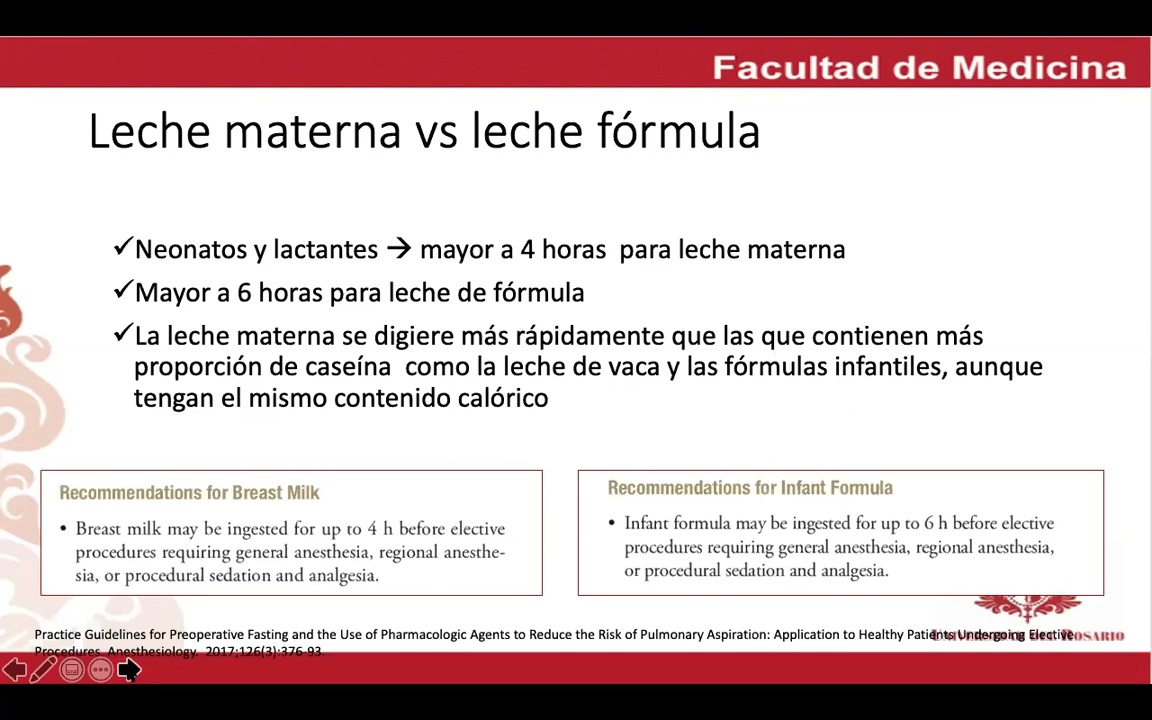 Facultad de Medicina
Leche materna vs leche fórmula
✓Neonatos y lactantes → mayor a 4 horas para leche materna
✓Mayor a 6 horas para leche de fórmula
✓La leche materna se digiere más rápidamente que las que contienen más
proporción de caseína como la leche de vaca y las fórmulas infantiles, aunque
tengan el mismo contenido calórico
Recommendations for Breast Milk
• Breast milk may be ingested for up to 4 h before elective
procedures requiring general anesthesia, regional anesthe-
sia, or procedural sedation and analgesia.
Recommendations for Infant Formula
• Infant formula may be ingested for up to 6 h before elective
procedures requiring general anesthesia, regional anesthesia,
or procedural sedation and analgesia.
Practice Guidelines for Preoperative Fasting and the Use of Pharmacologic Agents to Reduce the Risk of Pulmonary Aspiration: Application to Healthy Patients Undergoing Elective
Procedures. Anesthesiology. 2017;126(3):376-93.
ROSARIO